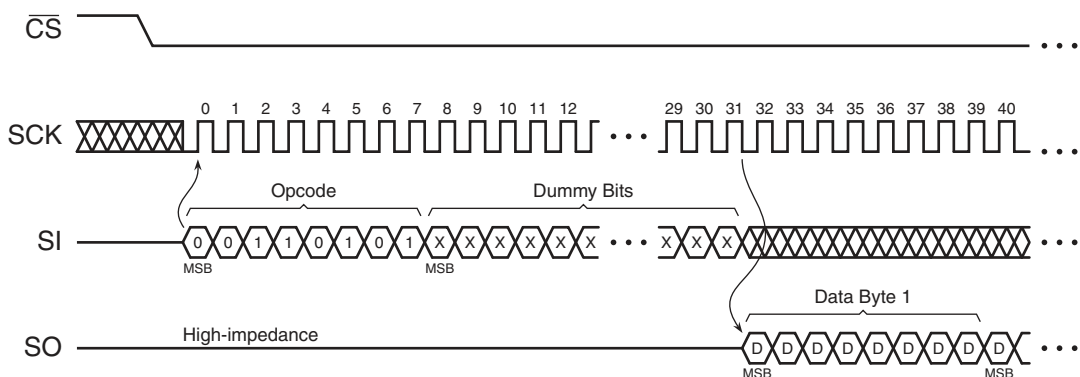 CS
SCK
0 1 2 3 4 5 6 7 8 9 10 11 12 29 30 31 32 33 34 35 36 37 38 39 40
Opcode Dummy Bits
SI
0 0 1 1 0 1 0 1 X X X X X X X X X
MSB MSB
Data Byte 1
SO
High-impedance
D D D D D D D D D
MSB MSB